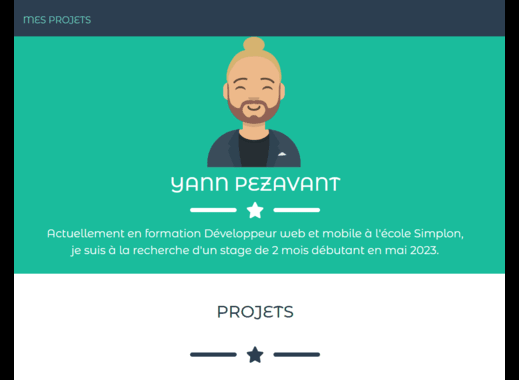 MES PROJETS
YANN PEZAVANT
Actuellement en formation Développeur web et mobile à l'école Simplon,
je suis à la recherche d'un stage de 2 mois débutant en mai 2023.
PROJETS